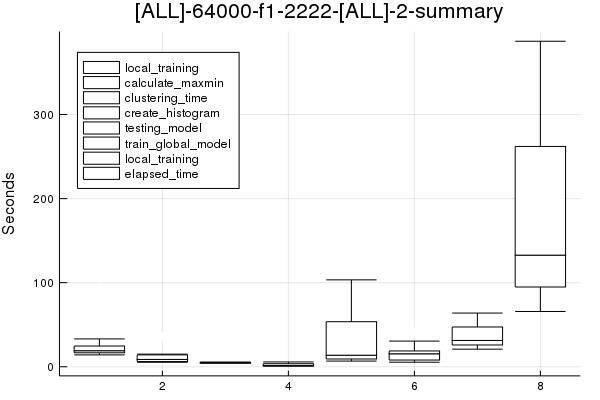 [ALL]-64000-f1-2222-[ALL]-2-summary
local_training
calculate_maxmin
clustering_time
create_histogram
testing_model
train_global_model
local_training
elapsed_time
Seconds
300
200
100
0
2
4
6
8